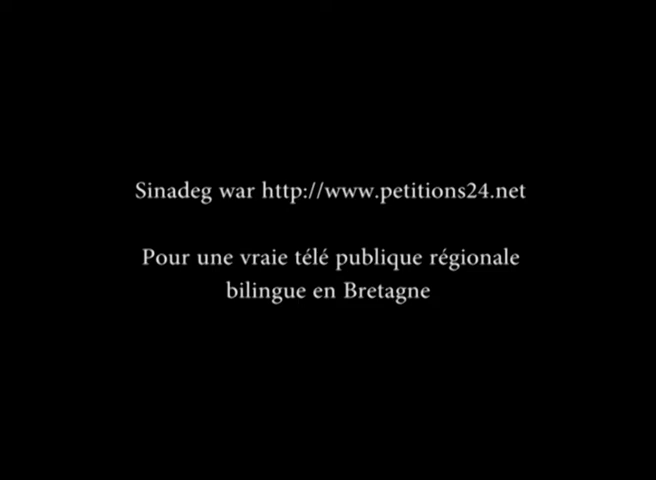 Sinadeg war http://www.petitions24.net
Pour une vraie télé publique régionale
bilingue en Bretagne